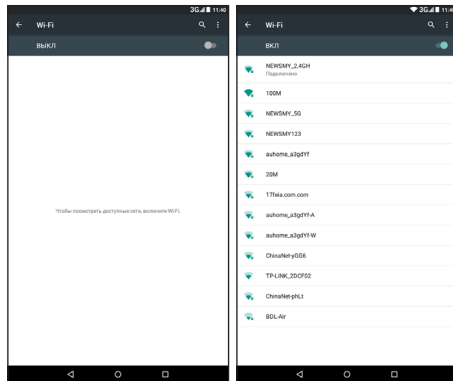 3G 11:40
Wi-Fi
ВЫКЛ
Чтобы посмотреть доступные сети, включите Wi-Fi.
3G 11:40
Wi-Fi
ВКЛ
NEWSMY_2.4GH
Подключено
100M
NEWSMY_5G
NEWSMY123
auhome_a3gdYf
20M
17feia.com.com
auhome_a3gdYf-A
auhome_a3gdYf-W
ChinaNet-yGG6
TP-LINK_2DCF02
ChinaNet-phLt
BDL-Air